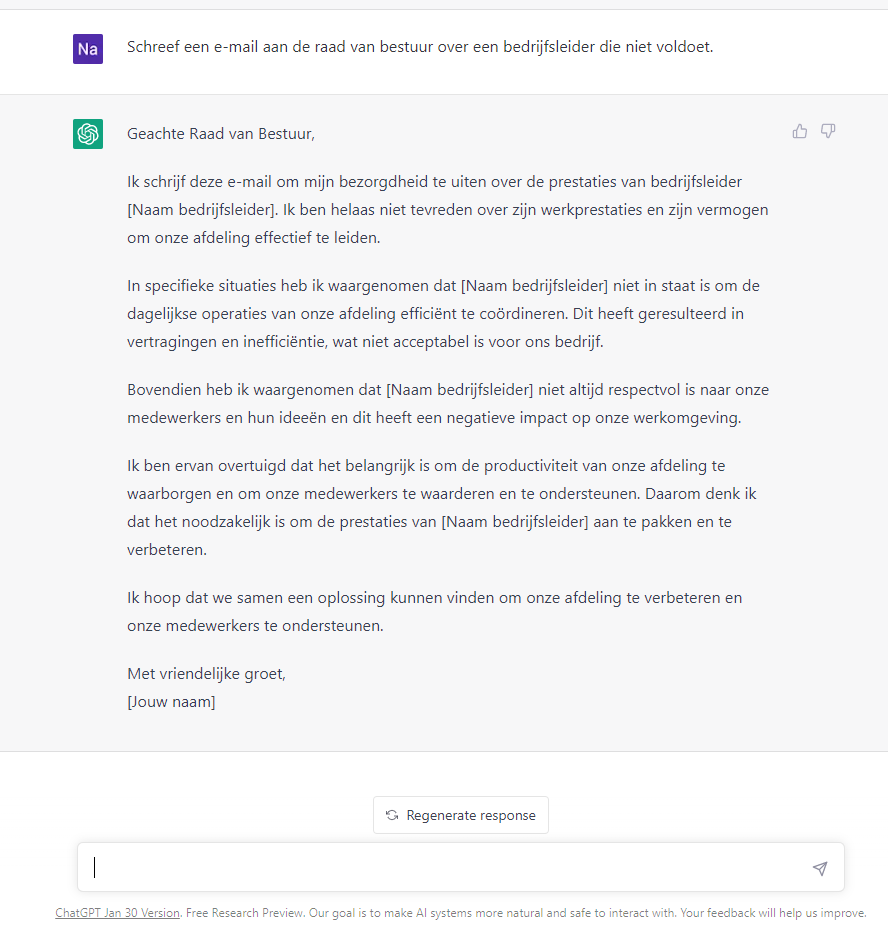 Na
Schreef een e-mail aan de raad van bestuur over een bedrijfsleider die niet voldoet.
Geachte Raad van Bestuur,
Ik schrijf deze e-mail om mijn bezorgdheid te uiten over de prestaties van bedrijfsleider
[Naam bedrijfsleider]. Ik ben helaas niet tevreden over zijn werkprestaties en zijn vermogen
om onze afdeling effectief te leiden.
In specifieke situaties heb ik waargenomen dat [Naam bedrijfsleider] niet in staat is om de
dagelijkse operaties van onze afdeling efficiënt te coördineren. Dit heeft geresulteerd in
vertragingen en inefficiëntie, wat niet acceptabel is voor ons bedrijf.
Bovendien heb ik waargenomen dat [Naam bedrijfsleider] niet altijd respectvol is naar onze
medewerkers en hun ideeën en dit heeft een negatieve impact op onze werkomgeving.
Ik ben ervan overtuigd dat het belangrijk is om de productiviteit van onze afdeling te
waarborgen en om onze medewerkers te waarderen en te ondersteunen. Daarom denk ik
dat het noodzakelijk is om de prestaties van [Naam bedrijfsleider] aan te pakken en te
verbeteren.
Ik hoop dat we samen een oplossing kunnen vinden om onze afdeling te verbeteren en
onze medewerkers te ondersteunen.
Met vriendelijke groet,
[Jouw naam]
Regenerate response
ChatGPT Jan 30 Version. Free Research Preview. Our goal is to make AI systems more natural and safe to interact with. Your feedback will help us improve.